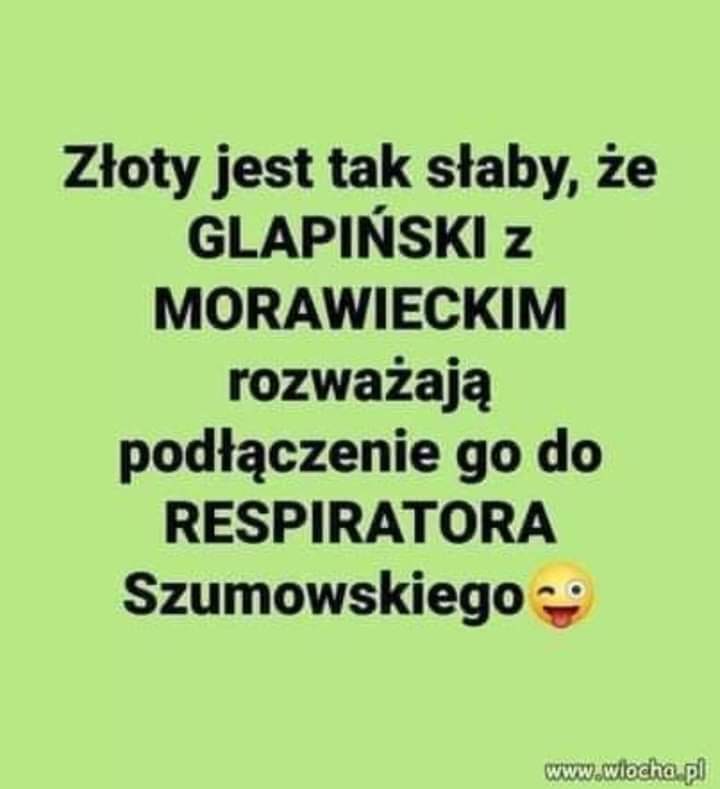 Złoty jest tak słaby, że
GLAPIŃSKI z
MORAWIECKIM
rozważają
podłączenie go do
RESPIRATORA
Szumowskiego😜
www.wiocha.pl